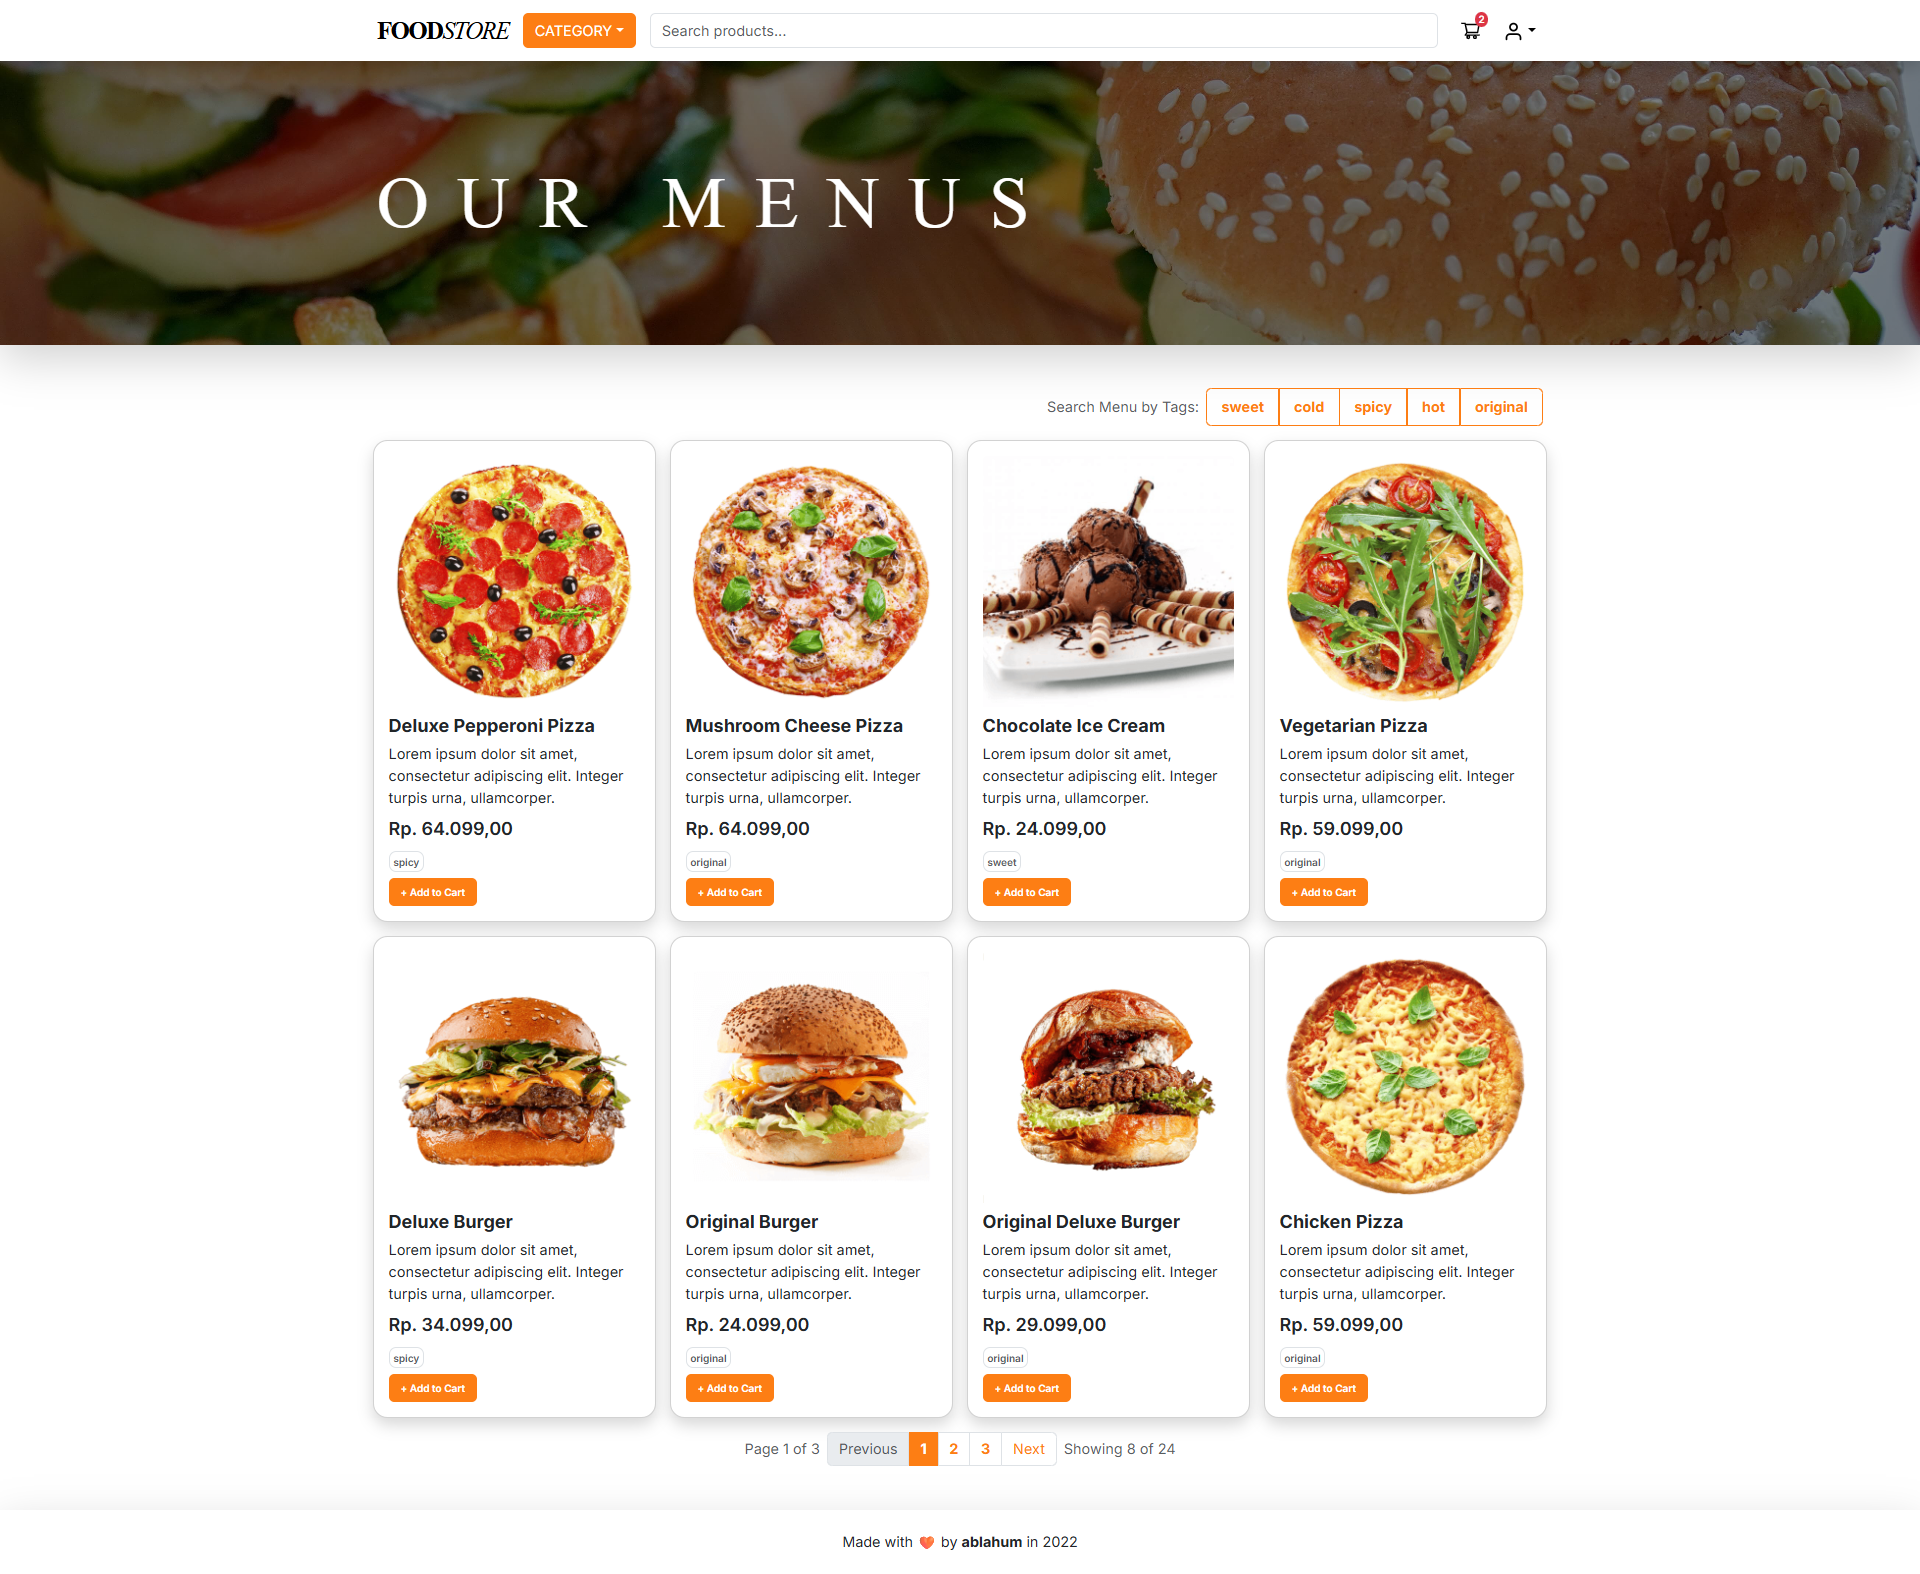 FOODSTORE CATEGORY Search products... 2
OUR MENUS
Search Menu by Tags: sweet cold spicy hot original
Deluxe Pepperoni Pizza
Lorem ipsum dolor sit amet,
consectetur adipiscing elit. Integer
turpis urna, ullamcorper.
Rp. 64.099,00
spicy
+ Add to Cart
Mushroom Cheese Pizza
Lorem ipsum dolor sit amet,
consectetur adipiscing elit. Integer
turpis urna, ullamcorper.
Rp. 64.099,00
original
+ Add to Cart
Chocolate Ice Cream
Lorem ipsum dolor sit amet,
consectetur adipiscing elit. Integer
turpis urna, ullamcorper.
Rp. 24.099,00
sweet
+ Add to Cart
Vegetarian Pizza
Lorem ipsum dolor sit amet,
consectetur adipiscing elit. Integer
turpis urna, ullamcorper.
Rp. 59.099,00
original
+ Add to Cart
Deluxe Burger
Lorem ipsum dolor sit amet,
consectetur adipiscing elit. Integer
turpis urna, ullamcorper.
Rp. 34.099,00
spicy
+ Add to Cart
Original Burger
Lorem ipsum dolor sit amet,
consectetur adipiscing elit. Integer
turpis urna, ullamcorper.
Rp. 24.099,00
original
+ Add to Cart
Original Deluxe Burger
Lorem ipsum dolor sit amet,
consectetur adipiscing elit. Integer
turpis urna, ullamcorper.
Rp. 29.099,00
original
+ Add to Cart
Chicken Pizza
Lorem ipsum dolor sit amet,
consectetur adipiscing elit. Integer
turpis urna, ullamcorper.
Rp. 59.099,00
original
+ Add to Cart
Page 1 of 3 Previous 1 2 3 Next Showing 8 of 24
Made with ❤️ by ablahum in 2022